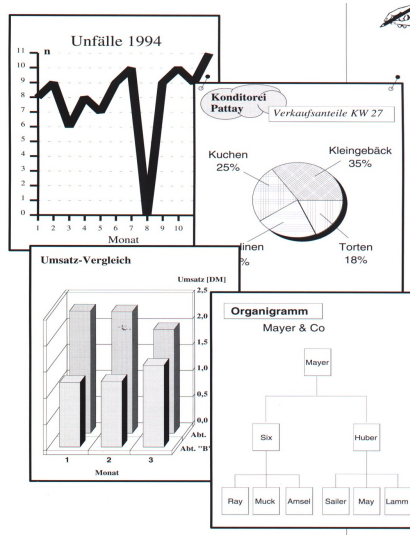 Unfälle 1994
n
11
10
9
8
7
6
5
4
3
2
1
0
1 2 3 4 5 6 7 8 9 10
Monat
Konditorei
Pattay
Verkaufsanteile KW 27
Kuchen
25%
Kleingebäck
35%
Torten
18%
Umsatz-Vergleich
Umsatz [DM]
2,5
2,0
1,5
1,0
0,5
0,0
Abt.
Abt. "B"
1 2 3
Monat
Organigramm
Mayer & Co
Mayer
Six Huber
Ray Muck Amsel Sailer May Lamm